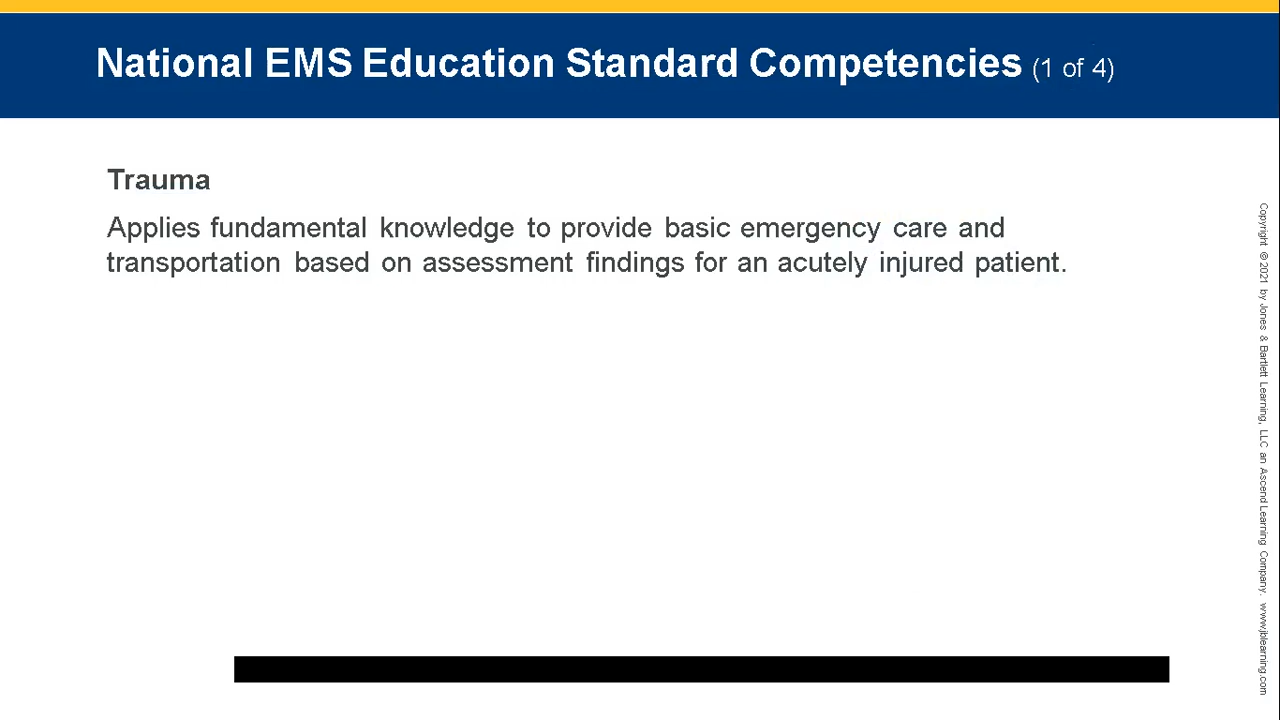 National EMS Education Standard Competencies (1 of 4)
Trauma
Applies fundamental knowledge to provide basic emergency care and
transportation based on assessment findings for an acutely injured patient.
Copyright © 2021 by Jones & Bartlett Learning, LLC an Ascend Learning Company. www.jblearning.com